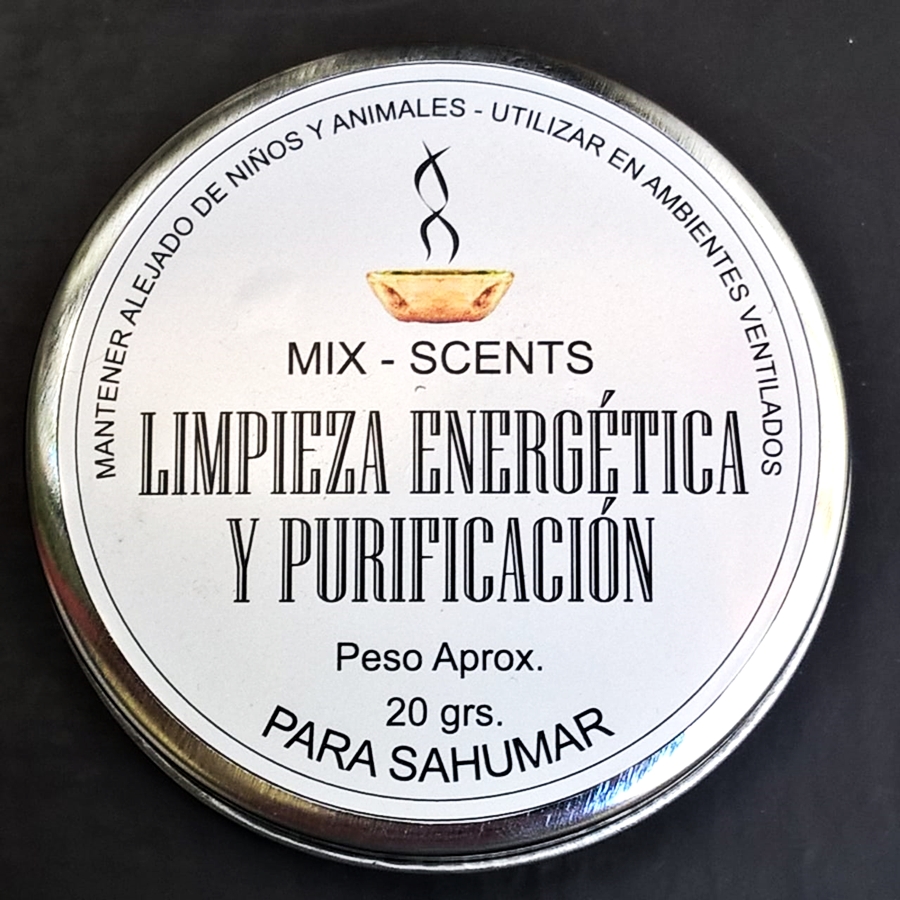 MANTENER ALEJADO DE NIÑOS Y ANIMALES - UTILIZAR EN AMBIENTES VENTILADOS
MIX - SCENTS
LIMPIEZA ENERGÉTICA
Y PURIFICACIÓN
Peso Aprox.
20 grs.
PARA SAHUMAR